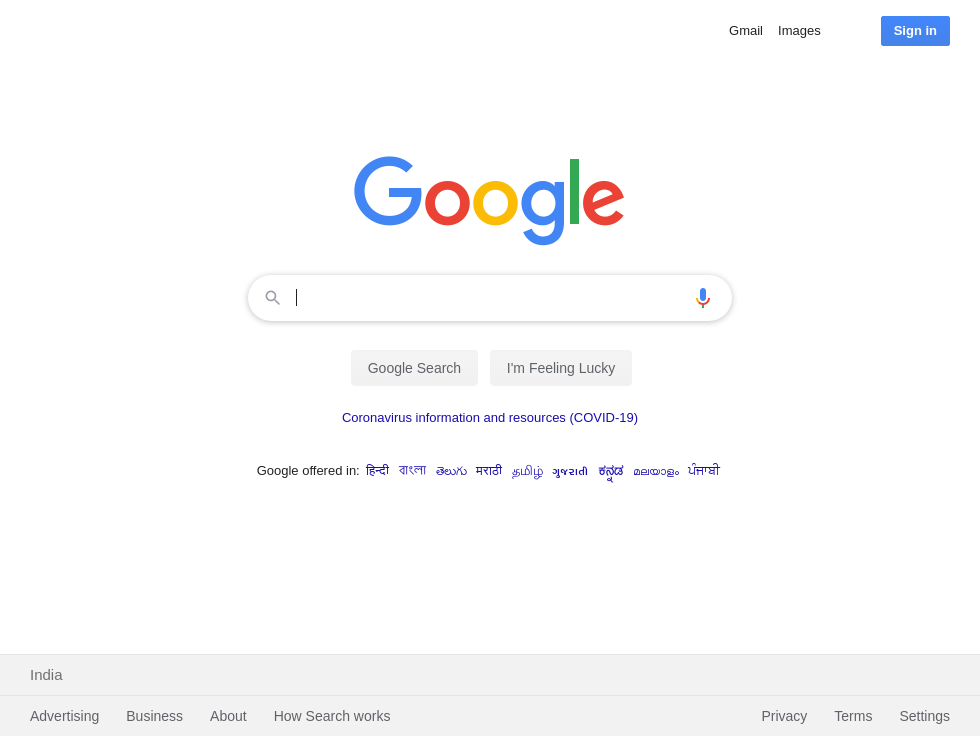 Gmail Images Sign in
Google
Google Search I'm Feeling Lucky
Coronavirus information and resources (COVID-19)
Google offered in: हिन्दी বাংলা తెలుగు मराठी தமிழ் ગુજરાતી ಕನ್ನಡ മലയാളം ਪੰਜਾਬੀ
India
Advertising Business About How Search works Privacy Terms Settings